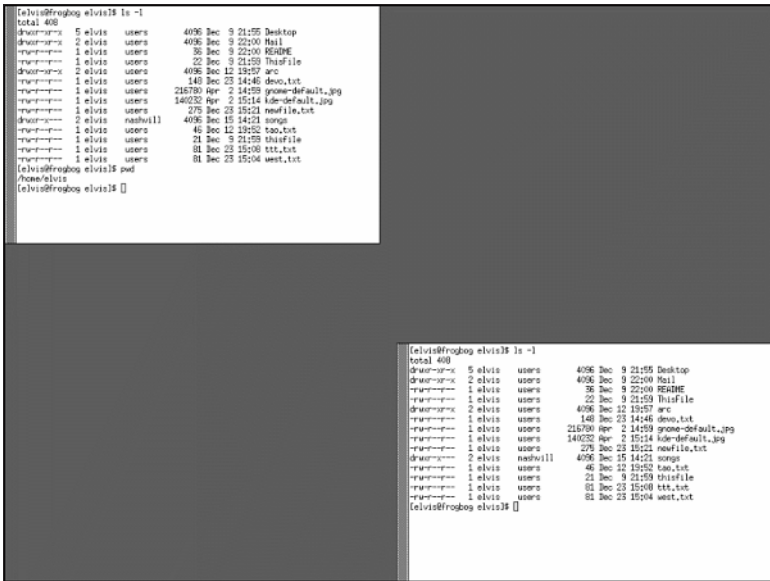 [elvis@frogbog elvis]$ ls -l
total 408
drwxr-xr-x 5 elvis users 4096 Dec 9 21:55 Desktop
drwxr-xr-x 2 elvis users 4096 Dec 9 22:00 Mail
-rw-r--r-- 1 elvis users 36 Dec 9 22:00 README
-rw-r--r-- 1 elvis users 22 Dec 9 21:59 ThisFile
drwxr-xr-x 2 elvis users 4096 Dec 12 19:57 arc
-rw-r--r-- 1 elvis users 148 Dec 23 14:46 devo.txt
-rw-r--r-- 1 elvis users 216780 Apr 2 14:59 gnome-default.jpg
-rw-r--r-- 1 elvis users 140232 Apr 2 15:14 kde-default.jpg
-rw-r--r-- 1 elvis users 275 Dec 23 15:21 newfile.txt
drwxr-x--- 2 elvis nashvill 4096 Dec 15 14:21 songs
-rw-r--r-- 1 elvis users 46 Dec 12 19:52 tao.txt
-rw-r--r-- 1 elvis users 21 Dec 9 21:59 thisfile
-rw-r--r-- 1 elvis users 81 Dec 23 15:08 ttt.txt
-rw-r--r-- 1 elvis users 81 Dec 23 15:04 west.txt
[elvis@frogbog elvis]$ pwd
/home/elvis
[elvis@frogbog elvis]$
[elvis@frogbog elvis]$ ls -l
total 408
drwxr-xr-x 5 elvis users 4096 Dec 9 21:55 Desktop
drwxr-xr-x 2 elvis users 4096 Dec 9 22:00 Mail
-rw-r--r-- 1 elvis users 36 Dec 9 22:00 README
-rw-r--r-- 1 elvis users 22 Dec 9 21:59 ThisFile
drwxr-xr-x 2 elvis users 4096 Dec 12 19:57 arc
-rw-r--r-- 1 elvis users 148 Dec 23 14:46 devo.txt
-rw-r--r-- 1 elvis users 216780 Apr 2 14:59 gnome-default.jpg
-rw-r--r-- 1 elvis users 140232 Apr 2 15:14 kde-default.jpg
-rw-r--r-- 1 elvis users 275 Dec 23 15:21 newfile.txt
drwxr-x--- 2 elvis nashvill 4096 Dec 15 14:21 songs
-rw-r--r-- 1 elvis users 46 Dec 12 19:52 tao.txt
-rw-r--r-- 1 elvis users 21 Dec 9 21:59 thisfile
-rw-r--r-- 1 elvis users 81 Dec 23 15:08 ttt.txt
-rw-r--r-- 1 elvis users 81 Dec 23 15:04 west.txt
[elvis@frogbog elvis]$